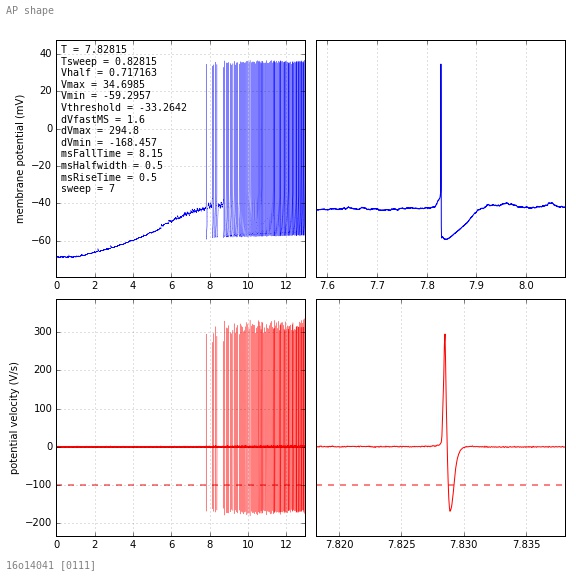 AP shape
T = 7.82815
Tsweep = 0.82815
Vhalf = 0.717163
Vmax = 34.6985
Vmin = -59.2957
Vthreshold = -33.2642
dVfastMS = 1.6
dVmax = 294.8
dVmin = -168.457
msFallTime = 8.15
msHalfwidth = 0.5
msRiseTime = 0.5
sweep = 7
membrane potential (mV)
40
20
0
−20
−40
−60
0 2 4 6 8 10 12
7.6 7.7 7.8 7.9 8.0
potential velocity (V/s)
300
200
100
0
−100
−200
0 2 4 6 8 10 12
7.820 7.825 7.830 7.835
16o14041 [0111]